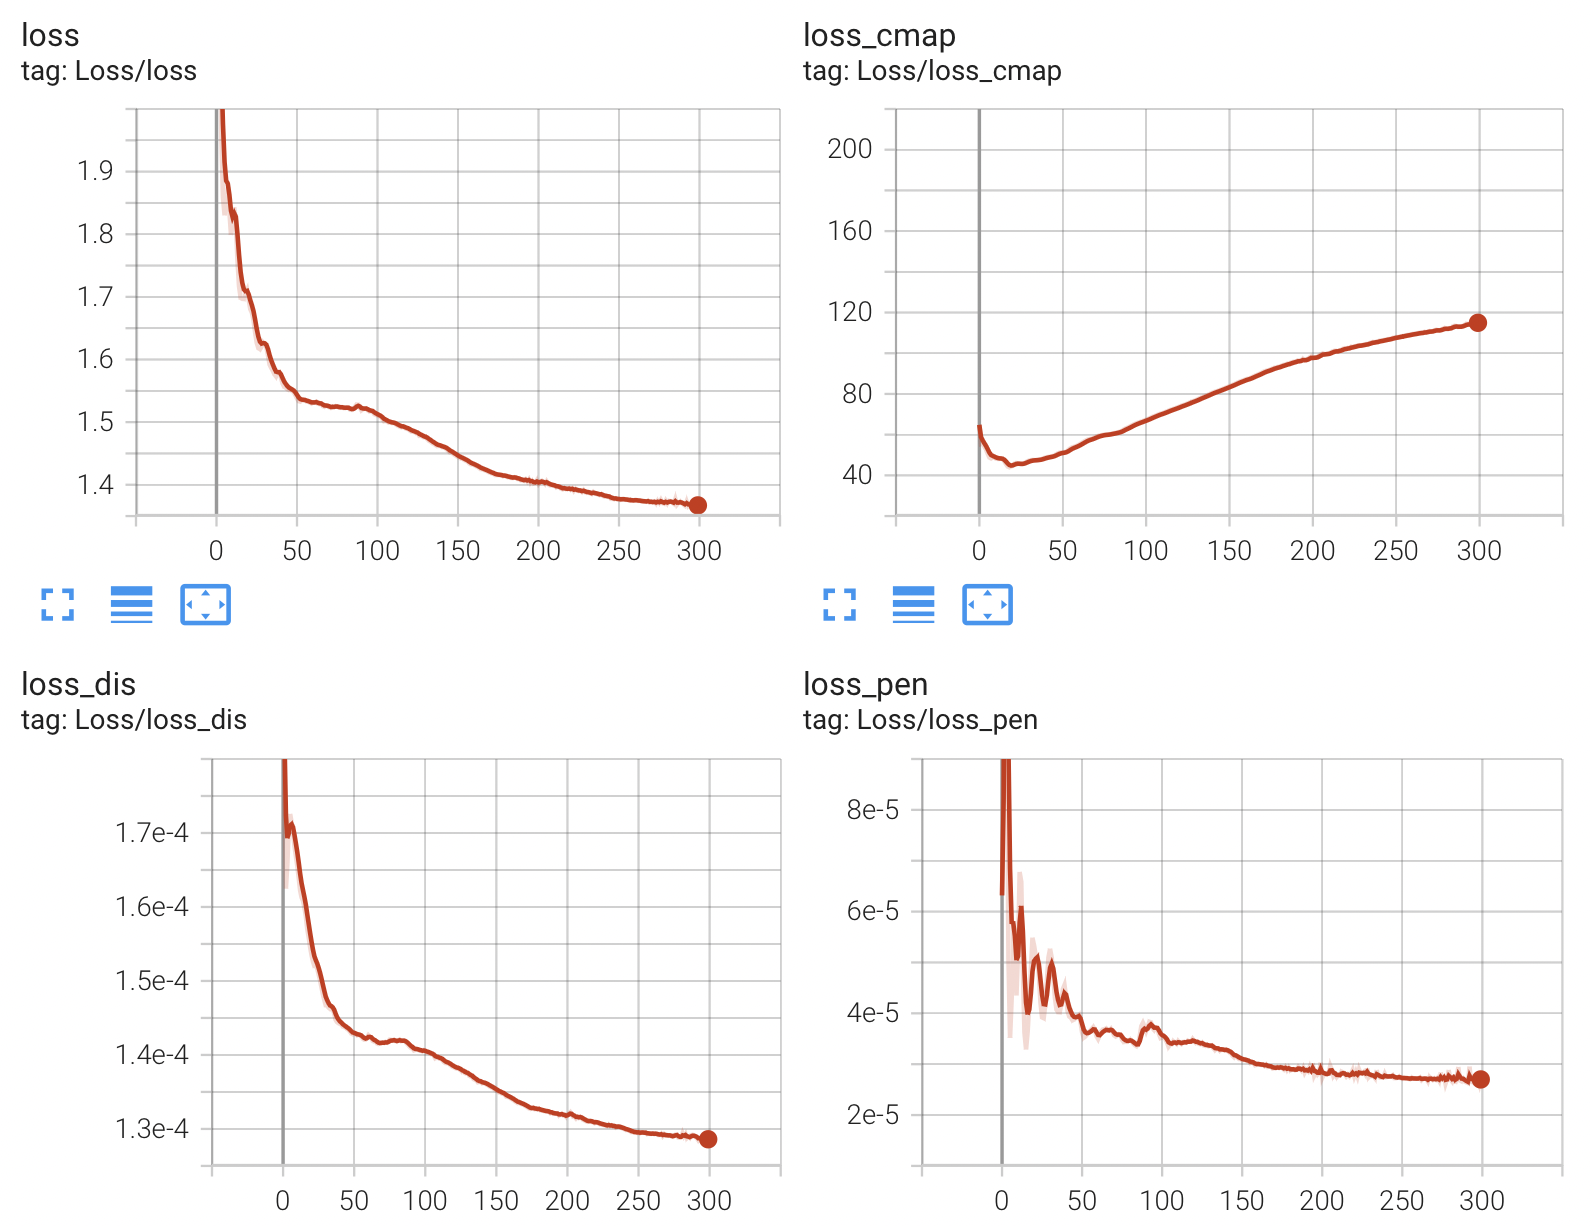 loss
tag: Loss/loss
1.9
1.8
1.7
1.6
1.5
1.4
0 50 100 150 200 250 300
loss_cmap
tag: Loss/loss_cmap
200
160
120
80
40
0 50 100 150 200 250 300
loss_dis
tag: Loss/loss_dis
1.7e-4
1.6e-4
1.5e-4
1.4e-4
1.3e-4
0 50 100 150 200 250 300
loss_pen
tag: Loss/loss_pen
8e-5
6e-5
4e-5
2e-5
0 50 100 150 200 250 300